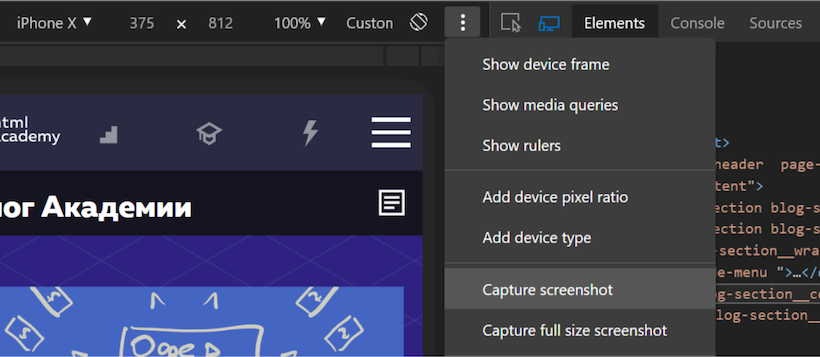 iPhone X ▼ 375 × 812 100% ▼ Custon Elements Console Sources
Show device frame
Show media queries
Show rulers
Add device pixel ratio
Add device type
Capture screenshot
Capture full size screenshot
html
academy
ог Академии
t>
header page-
tent">
ection blog-s
ection blog-s
-section__wra
e-menu ">…</
g-section__co
log-section__